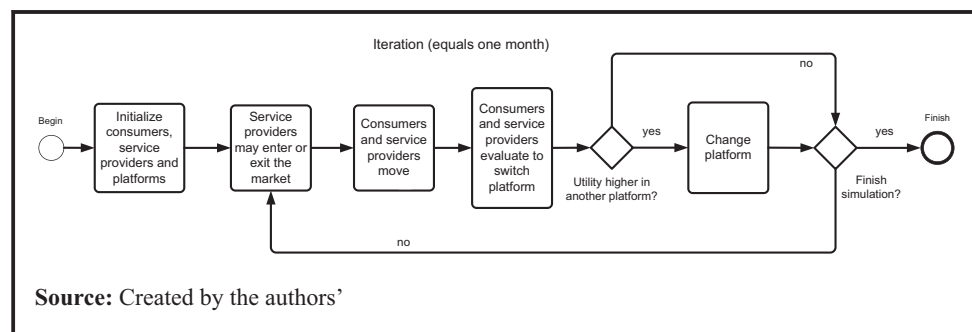 Iteration (equals one month)
no
Begin
Initialize
consumers,
service
providers and
platforms
Service
providers
may enter or
exit the
market
Consumers
and service
providers
move
Consumers
and service
providers
evaluate to
switch
platform
yes
Utility higher in
another platform?
Change
platform
yes
Finish
simulation?
Finish
no
Source: Created by the authors’